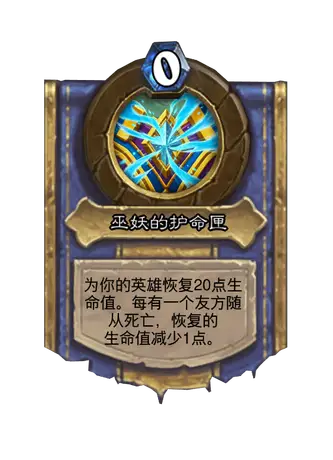 0
巫妖的护命匣
为你的英雄恢复20点生
命值。每有一个友方随
从死亡，恢复的
生命值减少1点。